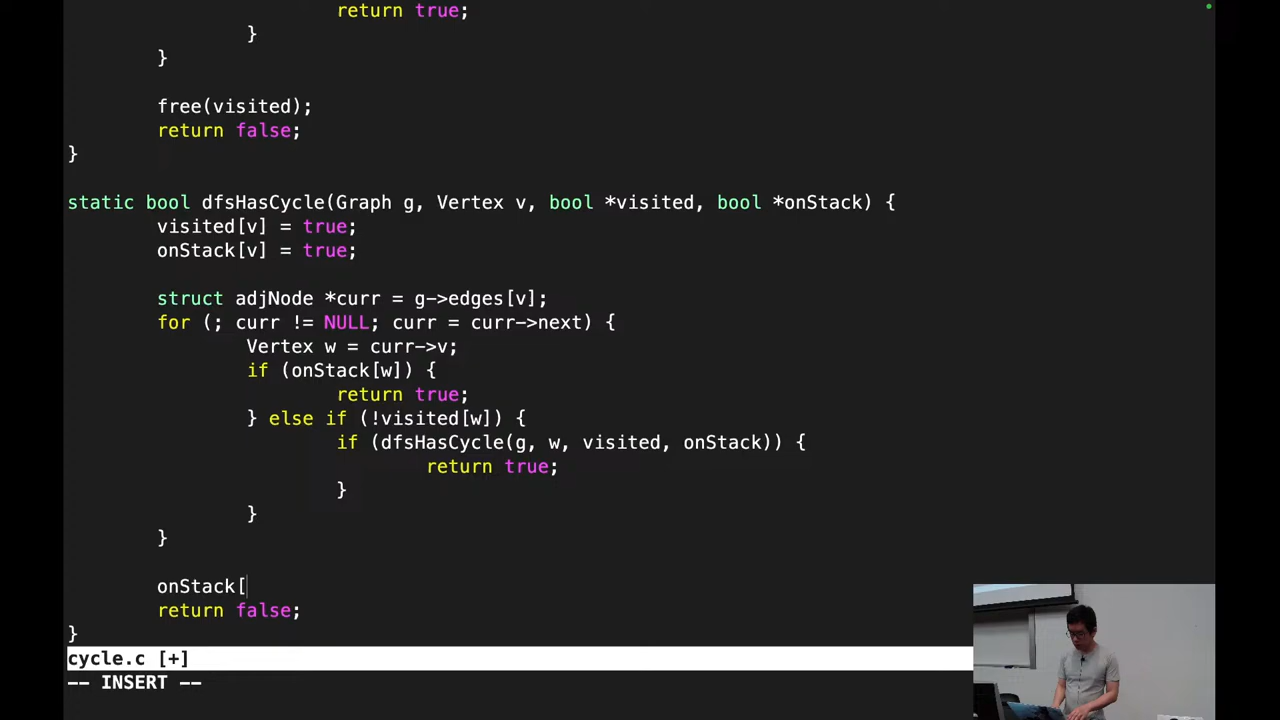 return true;
}
}
free(visited);
return false;
}
static bool dfsHasCycle(Graph g, Vertex v, bool *visited, bool *onStack) {
visited[v] = true;
onStack[v] = true;
struct adjNode *curr = g->edges[v];
for (; curr != NULL; curr = curr->next) {
Vertex w = curr->v;
if (onStack[w]) {
return true;
} else if (!visited[w]) {
if (dfsHasCycle(g, w, visited, onStack)) {
return true;
}
}
}
onStack[
return false;
}
cycle.c [+]
-- INSERT --